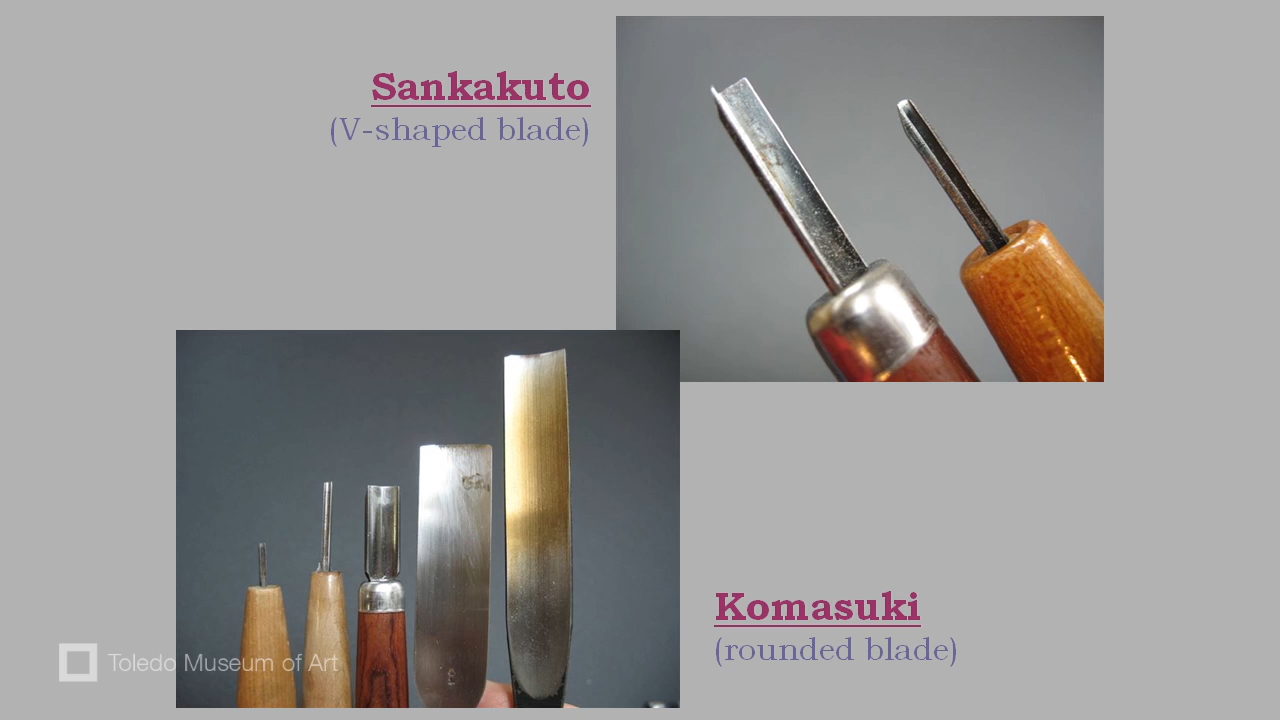 Sankakuto
(V-shaped blade)
Komasuki
(rounded blade)
Toledo Museum of Art